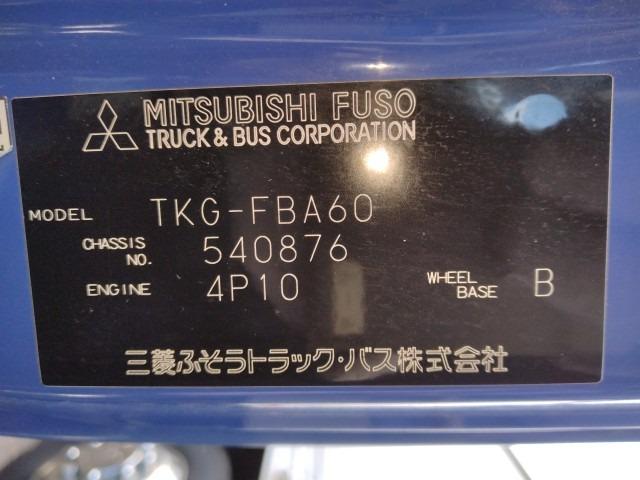 MITSUBISHI FUSO
TRUCK & BUS CORPORATION
MODEL TKG-FBA60
CHASSIS NO. 540876
ENGINE 4P10 WHEEL BASE B
三菱ふそうトラック・バス株式会社